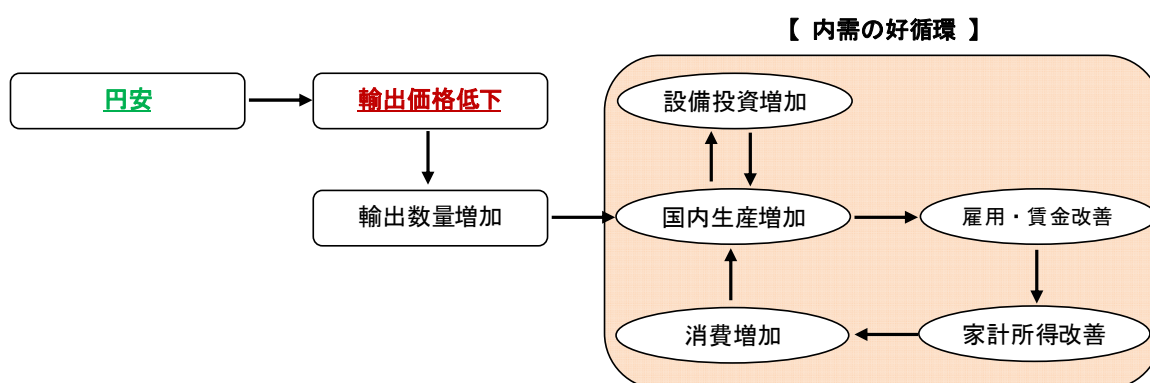 【 内需の好循環 】
円安
輸出価格低下
設備投資増加
輸出数量増加
国内生産増加
雇用・賃金改善
消費増加
家計所得改善